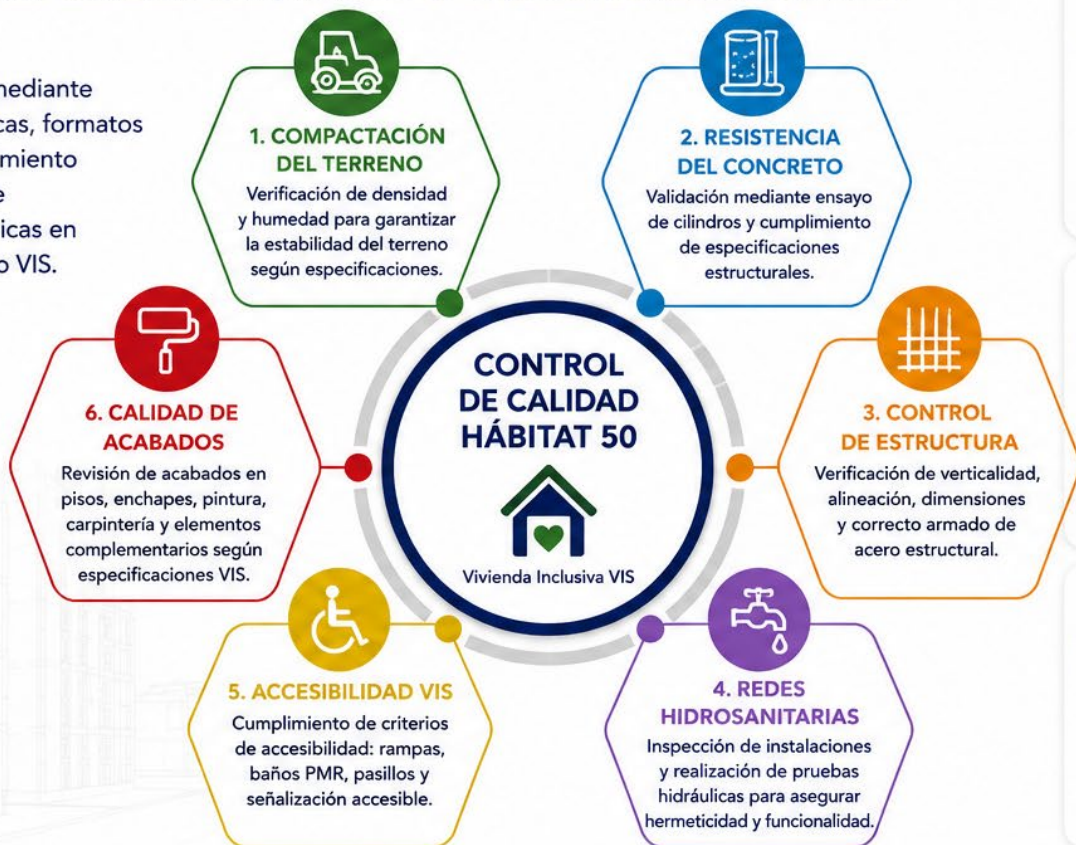 mediante
cas, formatos
miento
e
icas en
o VIS.
1. COMPACTACIÓN
DEL TERRENO
Verificación de densidad
y humedad para garantizar
la estabilidad del terreno
según especificaciones.
2. RESISTENCIA
DEL CONCRETO
Validación mediante ensayo
de cilindros y cumplimiento
de especificaciones
estructurales.
CONTROL
DE CALIDAD
HÁBITAT 50
Vivienda Inclusiva VIS
3. CONTROL
DE ESTRUCTURA
Verificación de verticalidad,
alineación, dimensiones
y correcto armado de
acero estructural.
4. REDES
HIDROSANITARIAS
Inspección de instalaciones
y realización de pruebas
hidráulicas para asegurar
hermeticidad y funcionalidad.
5. ACCESIBILIDAD VIS
Cumplimiento de criterios
de accesibilidad: rampas,
baños PMR, pasillos y
señalización accesible.
6. CALIDAD DE
ACABADOS
Revisión de acabados en
pisos, enchapes, pintura,
carpintería y elementos
complementarios según
especificaciones VIS.